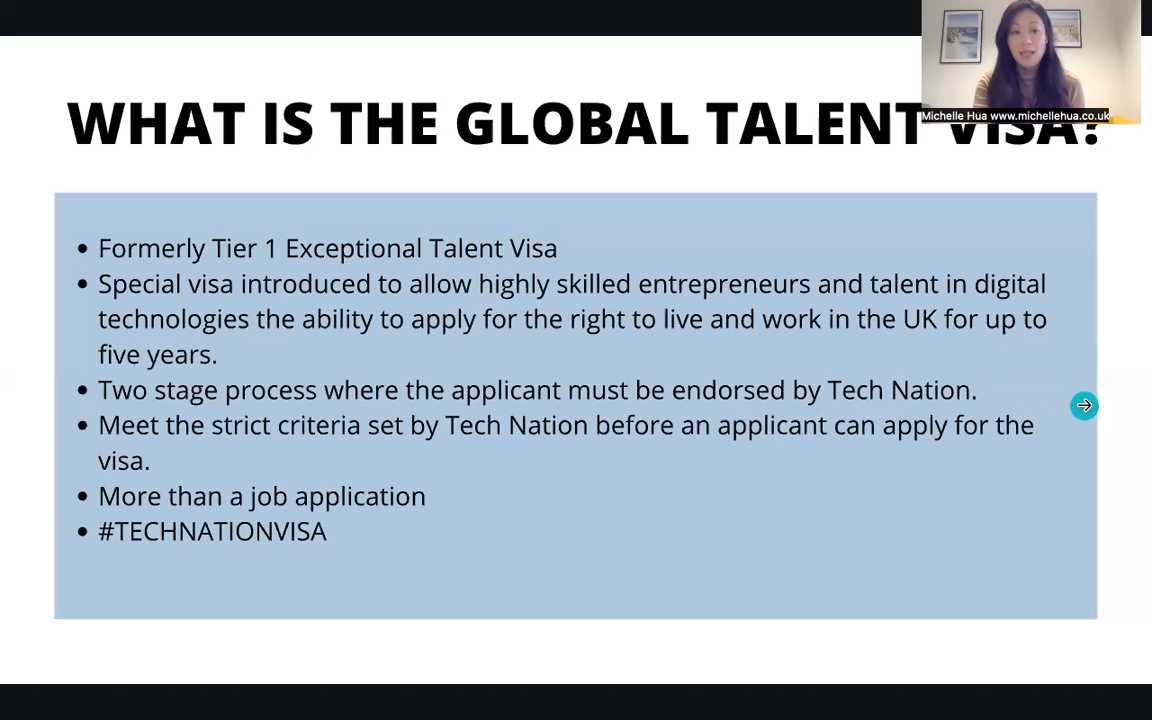 WHAT IS THE GLOBAL TALENT VISA?
Michelle Hua www.michellehua.co.uk
• Formerly Tier 1 Exceptional Talent Visa
• Special visa introduced to allow highly skilled entrepreneurs and talent in digital
technologies the ability to apply for the right to live and work in the UK for up to
five years.
• Two stage process where the applicant must be endorsed by Tech Nation.
• Meet the strict criteria set by Tech Nation before an applicant can apply for the
visa.
• More than a job application
• #TECHNATIONVISA